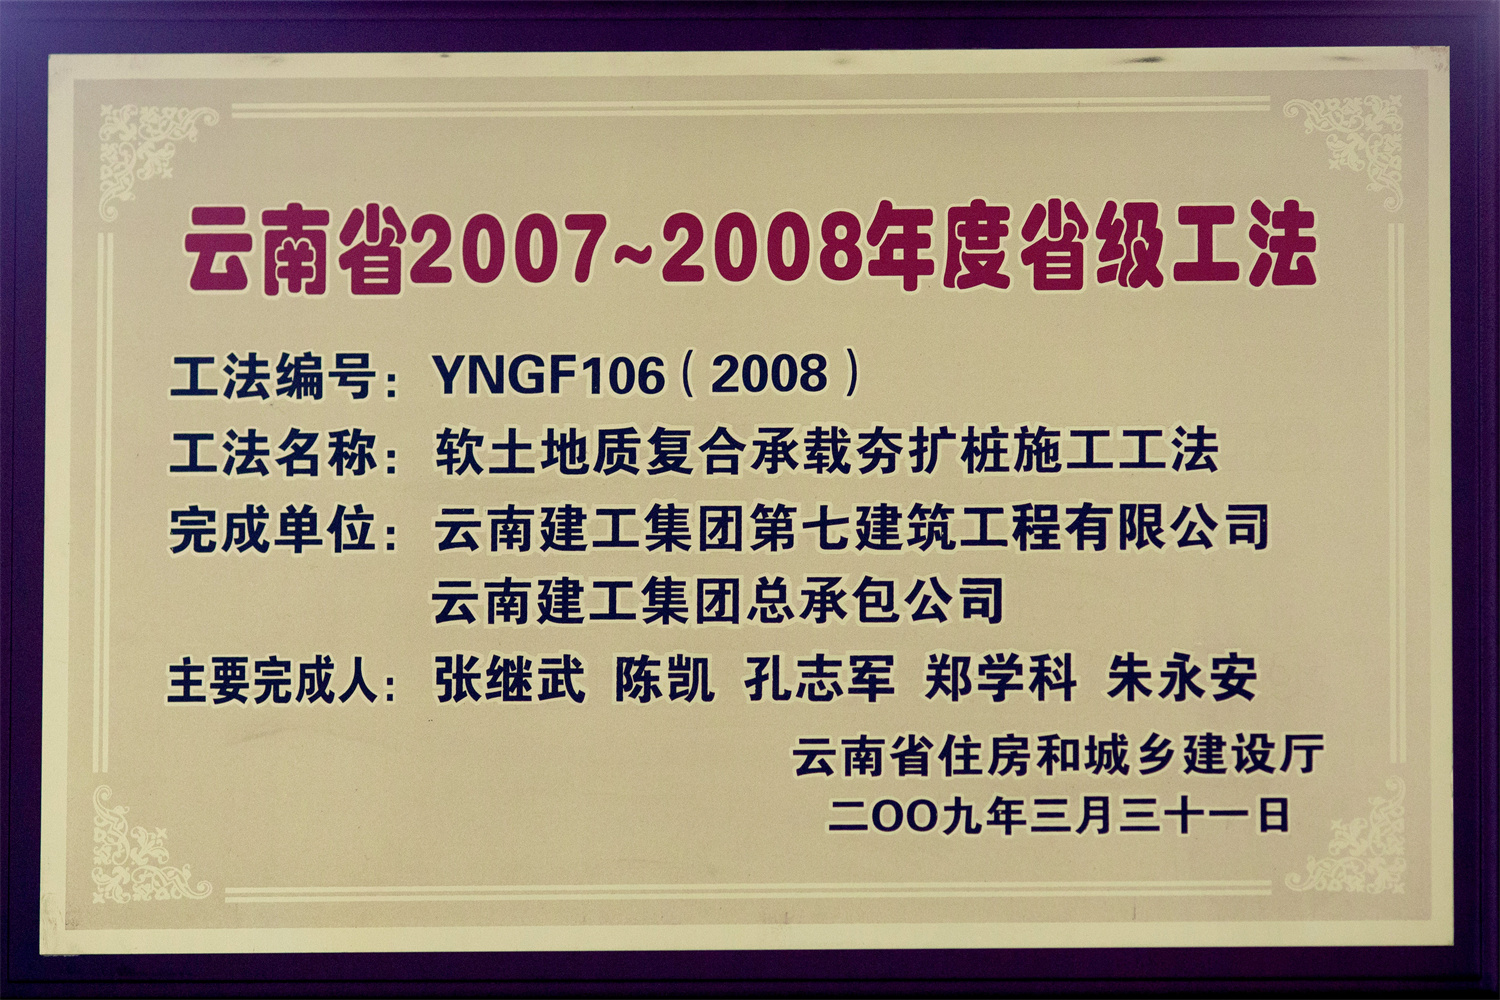 云南省2007~2008年度省级工法
工法编号：YNGF106（2008）
工法名称：软土地质复合承载夯扩桩施工工法
完成单位：云南建工集团第七建筑工程有限公司
云南建工集团总承包公司
主要完成人：张继武 陈凯 孔志军 郑学科 朱永安
云南省住房和城乡建设厅
二〇〇九年三月三十一日